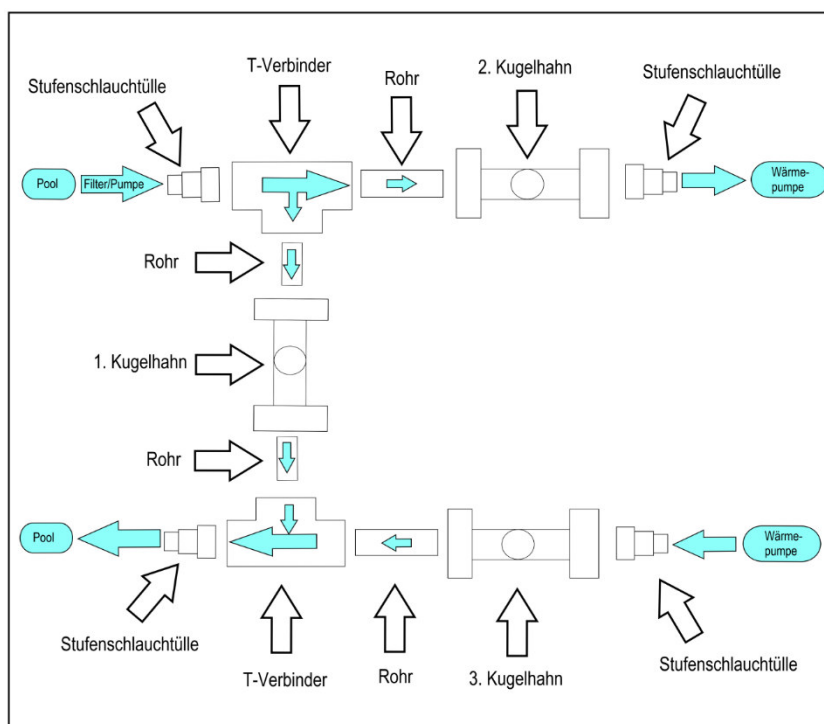 T-Verbinder
2. Kugelhahn
Stufenschlauchtülle
Rohr
Stufenschlauchtülle
Pool
Filter/Pumpe
Wärme-
pumpe
Rohr
1. Kugelhahn
Rohr
Pool
Wärme-
pumpe
Stufenschlauchtülle
T-Verbinder
Rohr
3. Kugelhahn
Stufenschlauchtülle